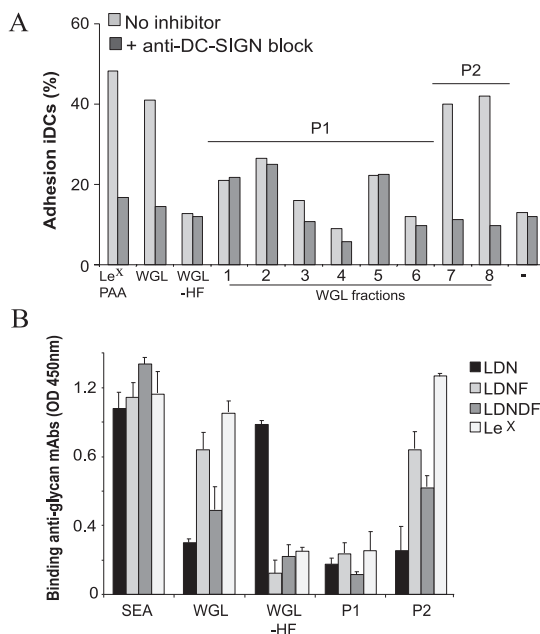 A
No inhibitor
+ anti-DC-SIGN block
Adhesion iDCs (%)
60
40
20
0
P1
P2
Le X PAA
WGL
WGL -HF
1 2 3 4 5 6 7 8 -
WGL fractions
B
Binding anti-glycan mAbs (OD 450nm)
1.2
0.6
0.4
0
LDN
LDNF
LDNDF
Le X
SEA WGL WGL -HF P1 P2